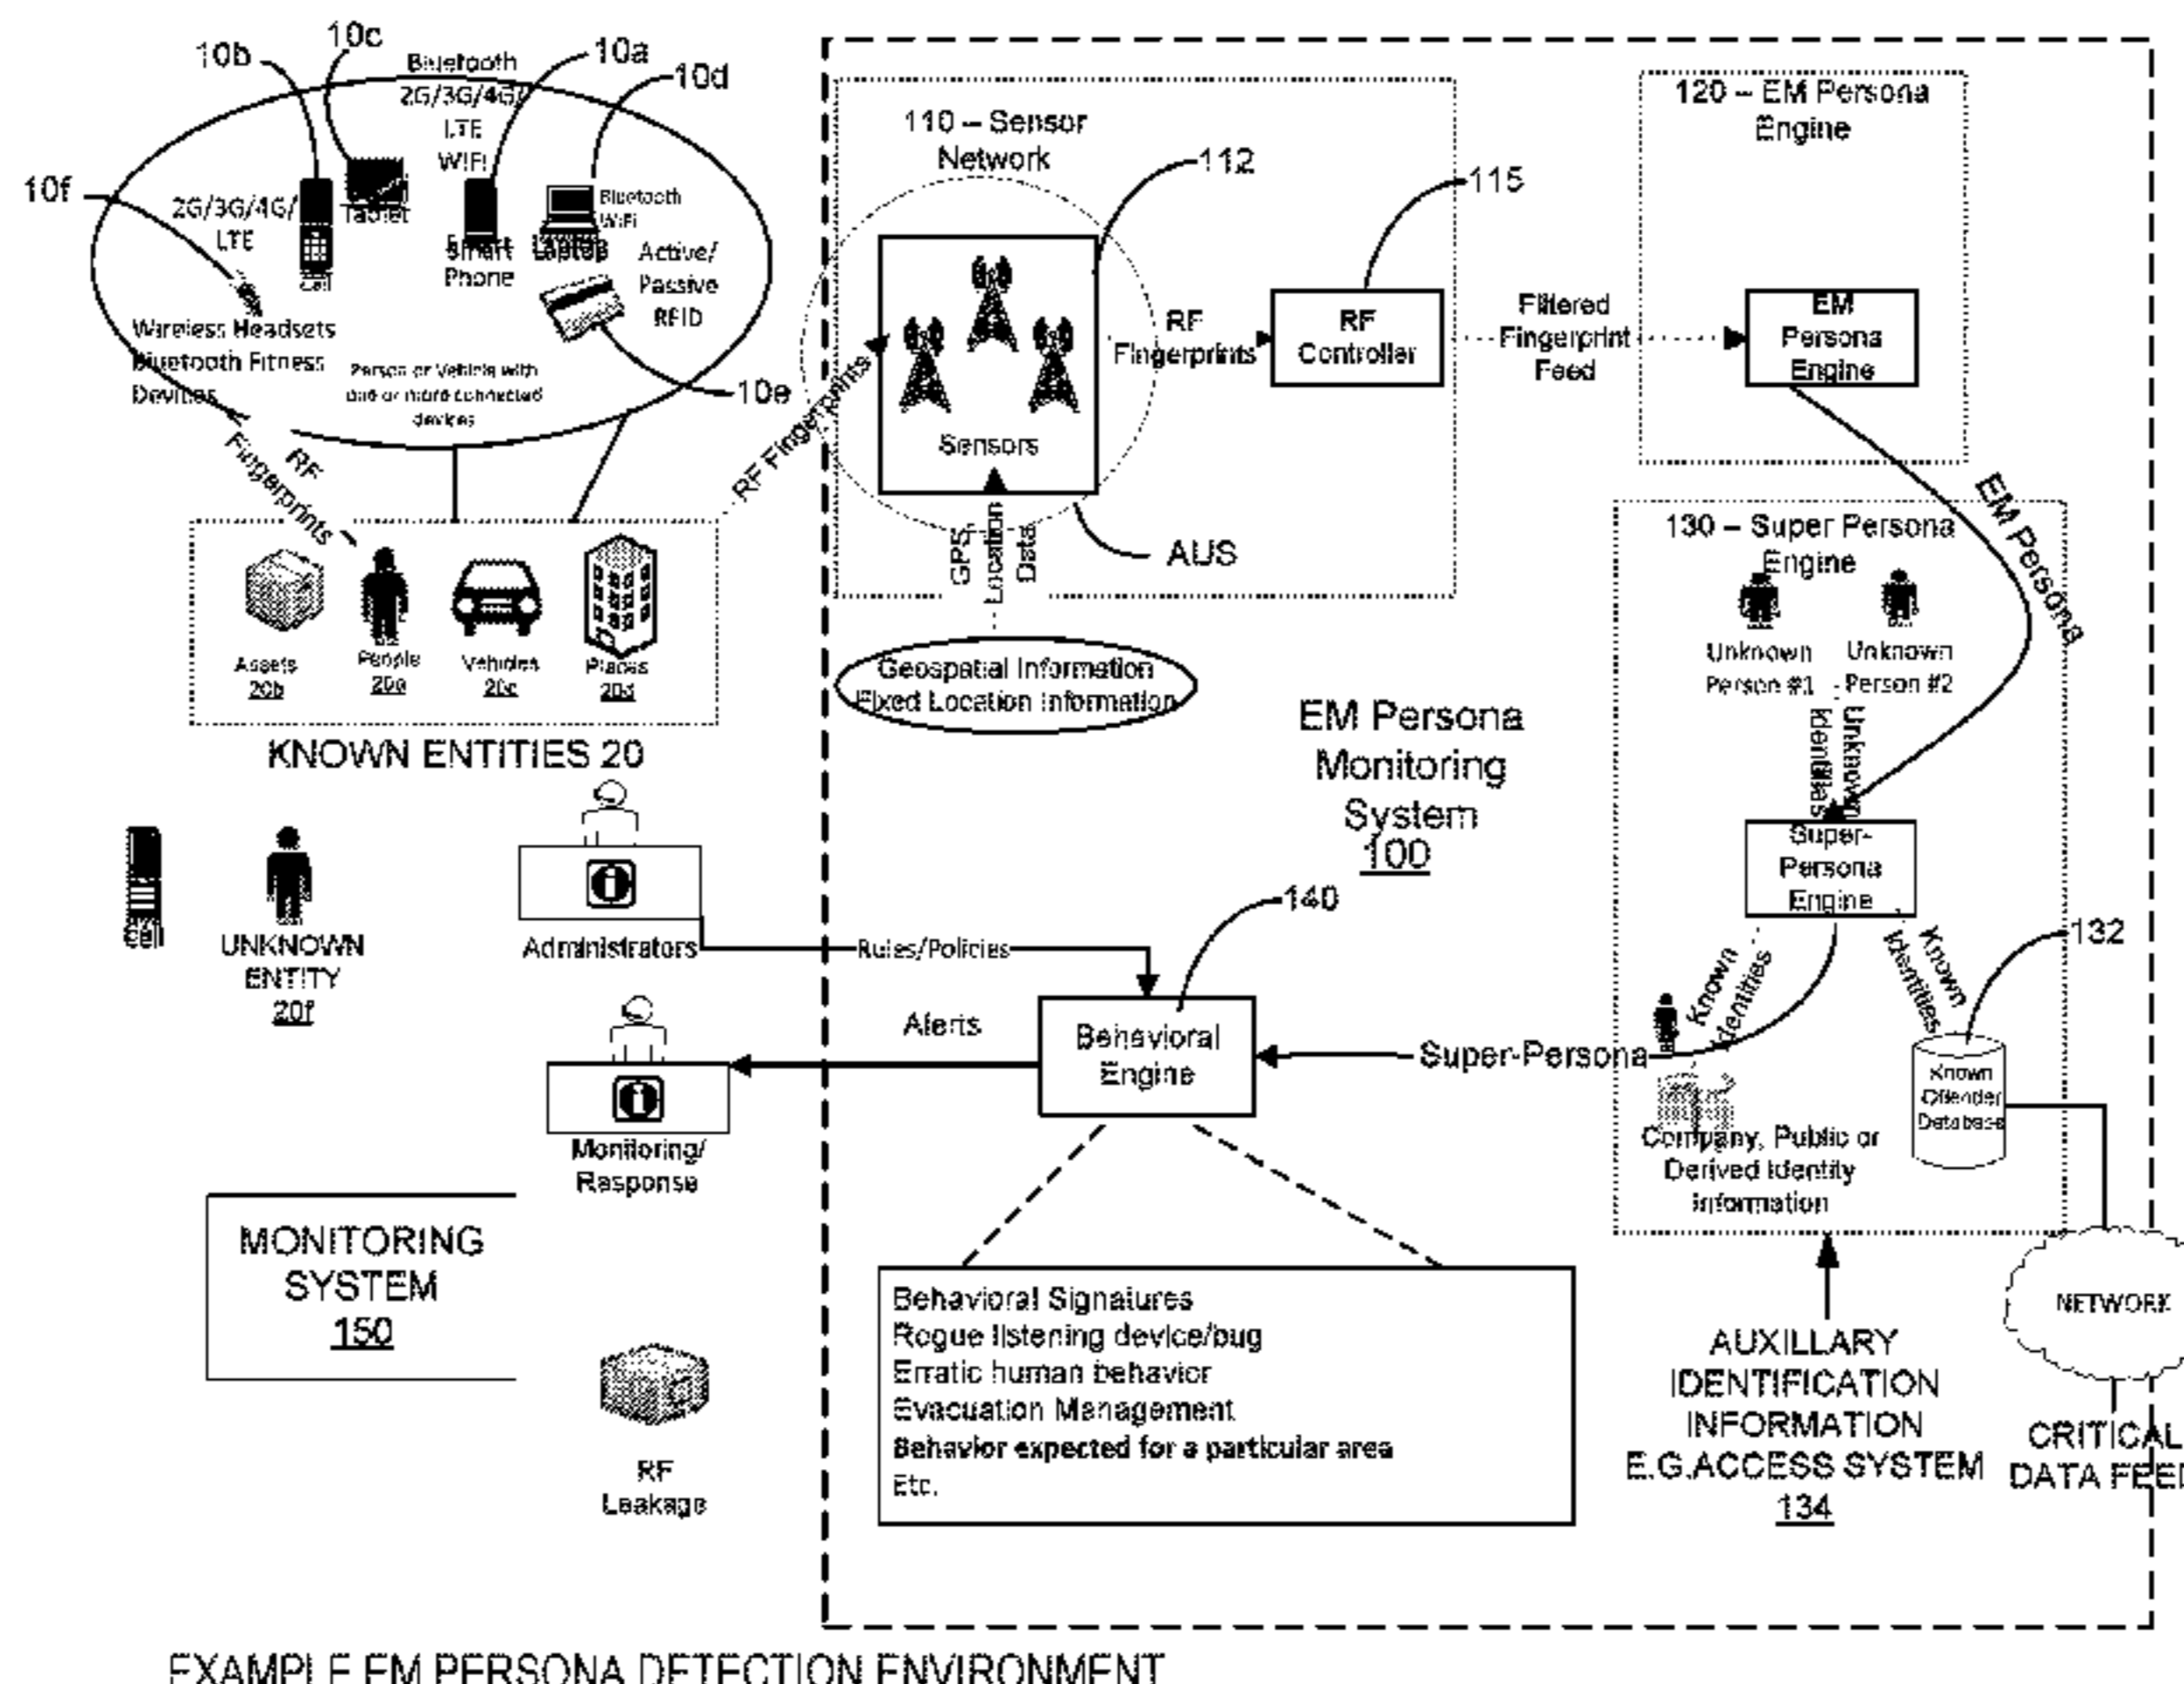 10b
10c
10a
10d
10f
10e
Bluetooth
2G/3G/4G/
LTE
WIFI
2G/3G/4G/
LTE
Cell
Tablet
Smart
Phone
Laptop
Bluetooth
WiFi
Active/
Passive
RFID
Wireless Headsets
Bluetooth Fitness
Devices
Person or Vehicle with
one or more connected
devices
RF
Fingerprints
RF Fingerprints
Assets
20b
People
20a
Vehicles
20c
Places
20d
KNOWN ENTITIES 20
Cell
UNKNOWN
ENTITY
20f
Administrators
Monitoring/
Response
MONITORING
SYSTEM
150
RF
Leakage
110 – Sensor
Network
112
115
Sensors
RF
Fingerprints
RF
Controller
AUS
GPS,
Location
Data
Geospatial Information
Fixed Location Information
Filtered
Fingerprint
Feed
120 – EM Persona
Engine
EM
Persona
Engine
EM Persona
130 – Super Persona
Engine
Unknown
Person #1
Unknown
Person #2
Unknown
Identities
Super-
Persona
Engine
Known
Identities
Known
Identities
132
Known
Offender
Database
Company, Public or
Derived Identity
Information
EM Persona
Monitoring
System
100
Rules/Policies
140
Alerts
Behavioral
Engine
Super-Persona
Behavioral Signatures
Rogue listening device/bug
Erratic human behavior
Evacuation Management
Behavior expected for a particular area
Etc.
AUXILLARY
IDENTIFICATION
INFORMATION
E.G.ACCESS SYSTEM
134
NETWORK
CRITICAL
DATA FEED
EXAMPLE EM PERSONA DETECTION ENVIRONMENT